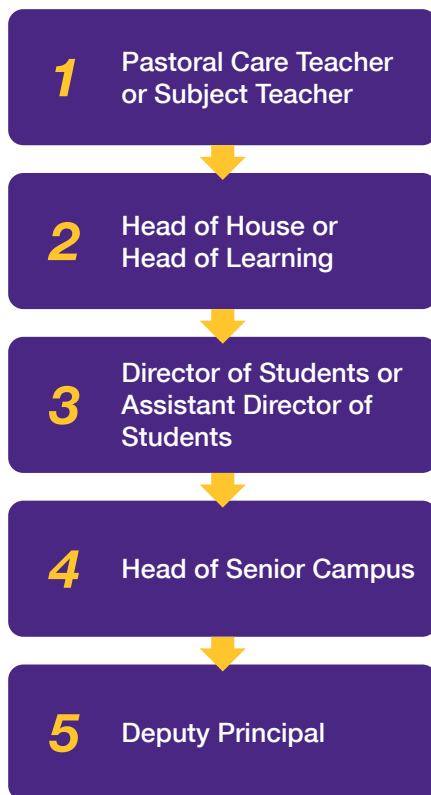 1
Pastoral Care Teacher
or Subject Teacher
2
Head of House or
Head of Learning
3
Director of Students or
Assistant Director of
Students
4
Head of Senior Campus
5
Deputy Principal